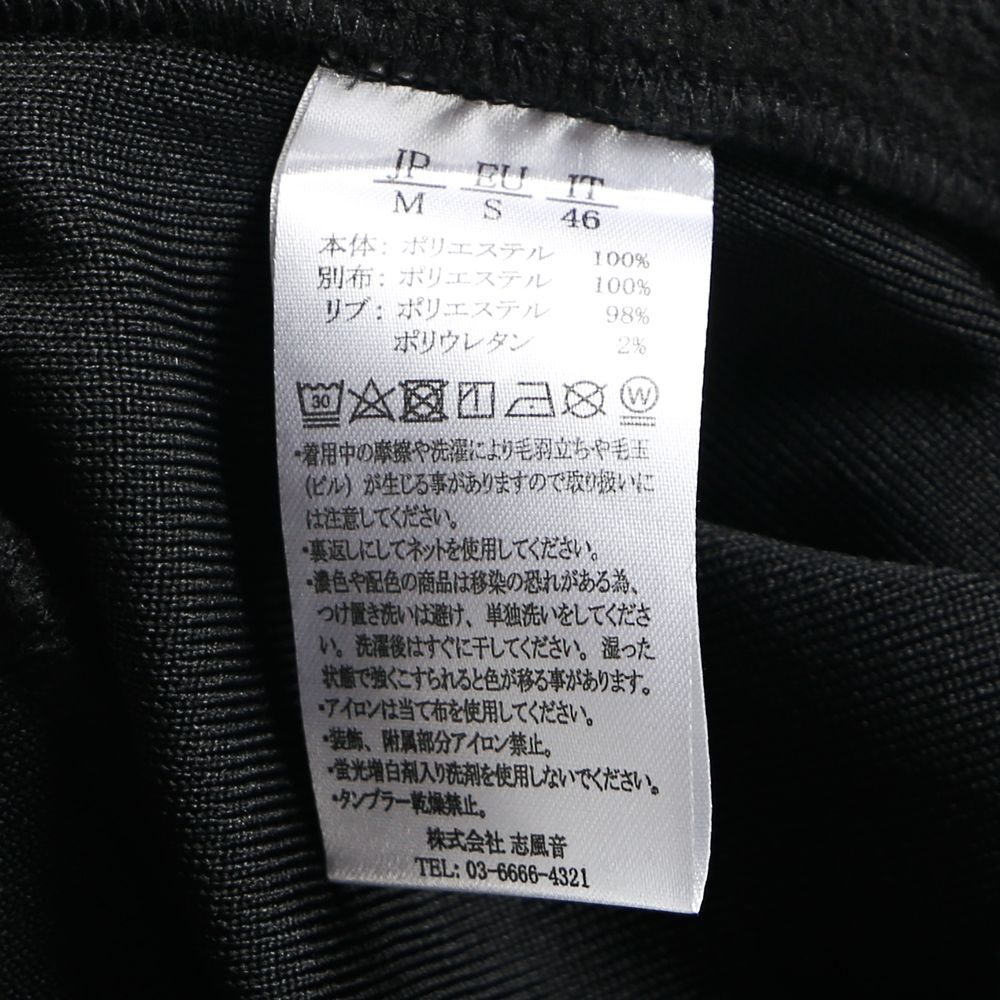 JP EU IT
M S 46
本体：ポリエステル 100%
別布：ポリエステル 100%
リブ：ポリエステル 98%
ポリウレタン 2%
30 W
・着用中の摩擦や洗濯により毛羽立ちや毛玉
(ピル）が生じる事がありますので取り扱いに
は注意してください。
・裏返しにしてネットを使用してください。
・濃色や配色の商品は移染の恐れがある為、
つけ置き洗いは避け、単独洗いをしてくださ
い。洗濯後はすぐに干してください。湿った
状態で強くこすられると色が移る事があります。
・アイロンは当て布を使用してください。
・装飾、附属部分アイロン禁止。
・蛍光増白剤入り洗剤を使用しないでください。
・タンブラー乾燥禁止。
株式会社 志風音
TEL: 03-6666-4321